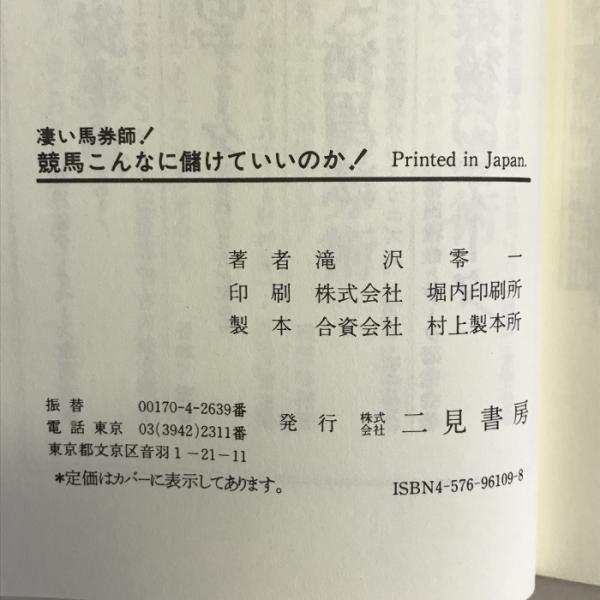 凄い馬券師!
競馬こんなに儲けていいのか! Printed in Japan.
著者 滝沢 零一
印刷 株式会社 堀内印刷所
製本 合資会社 村上製本所
振替 00170-4-2639番
電話 東京 03(3942)2311番
東京都文京区音羽1-21-11
発行 株式会社 二見書房
*定価はカバーに表示してあります。
ISBN4-576-96109-8